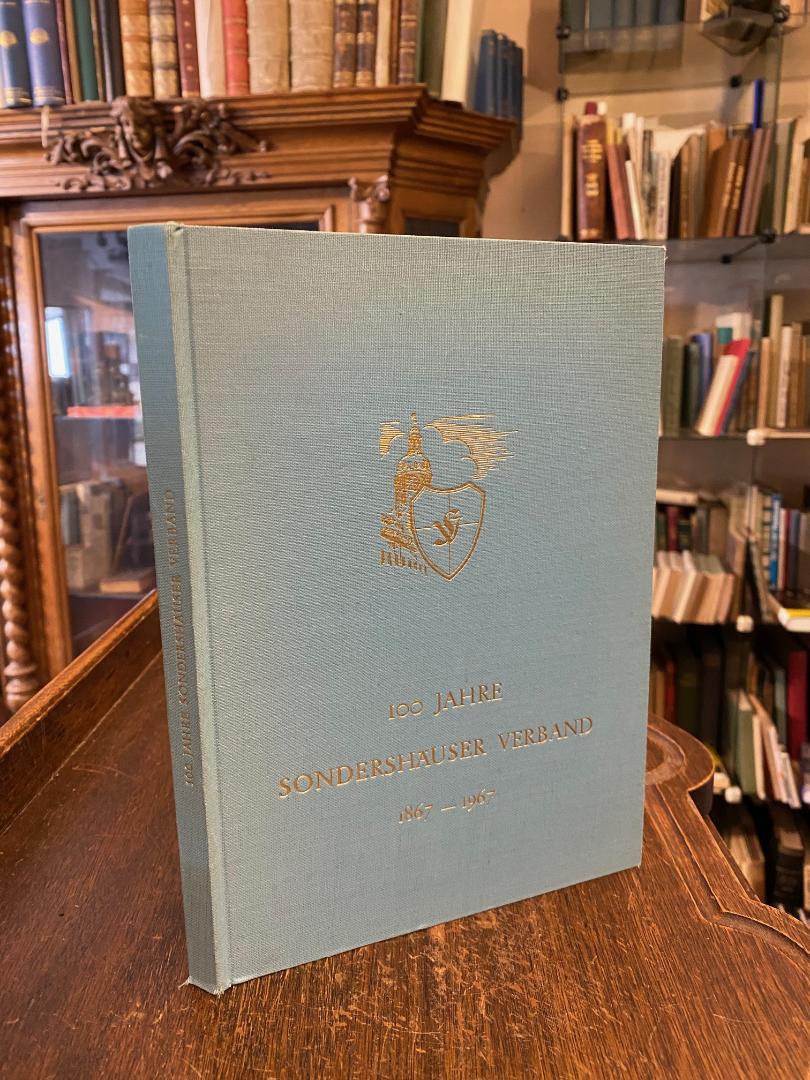 100 JAHRE
SONDERSHÄUSER VERBAND
1867 – 1967
100 JAHRE SONDERSHÄUSER VERBAND